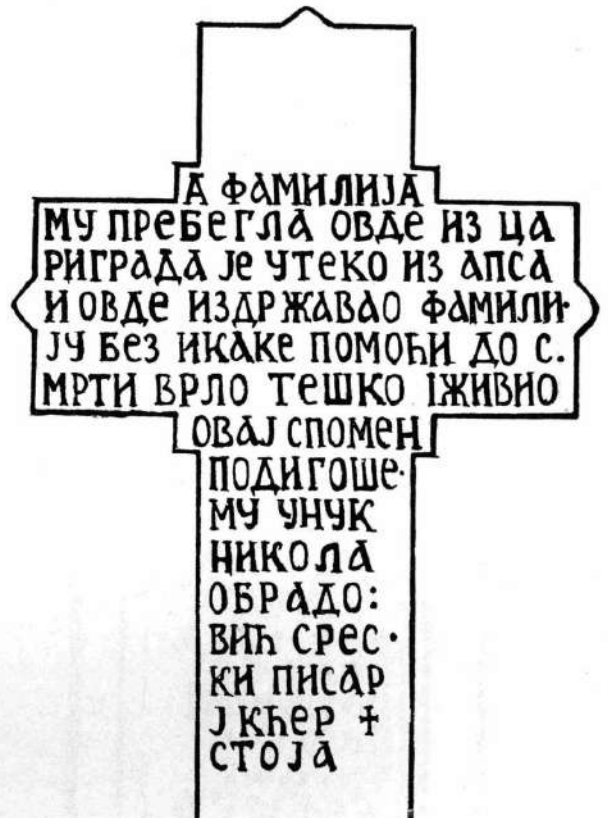 А ФАМИЛИЈА
МУ ПРЕБЕГЛА ОВДЕ ИЗ ЦА
РИГРАДА ЈЕ УТЕКО ИЗ АПСА
И ОВДЕ ИЗДРЖАВАО ФАМИЛИ·
ЈУ БЕЗ ИКАКЕ ПОМОЋИ ДО С.
МРТИ ВРЛО ТЕШКО ІЖИВИО
ОВАЈ СПОМЕН
ПОДИГОШЕ·
МУ УНУК
НИКОЛА
ОБРАДО:
ВИЋ СРЕС·
КИ ПИСАР
Ј КЋЕР †
СТОЈА